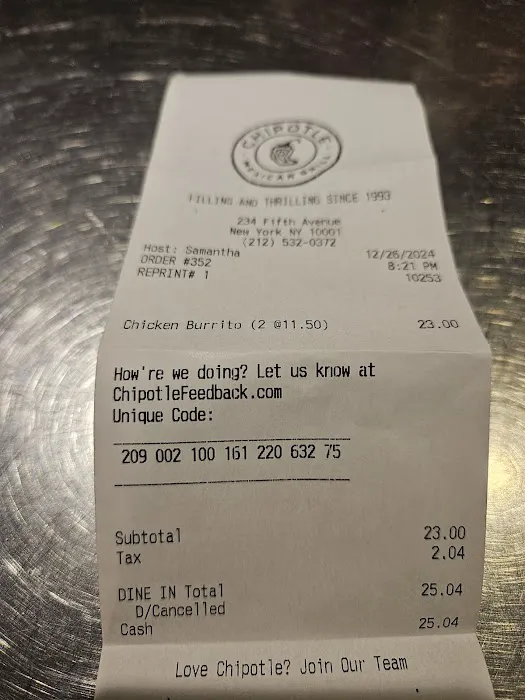 CHIPOTLE
MEXICAN GRILL
FILLING AND THRILLING SINCE 1993
234 Fifth Avenue
New York NY 10001
(212) 532-0372
Host: Samantha 12/26/2024
ORDER #352 8:21 PM
REPRINT# 1 10253
Chicken Burrito (2 @11.50) 23.00
How're we doing? Let us know at
ChipotleFeedback.com
Unique Code:
209 002 100 161 220 632 75
Subtotal 23.00
Tax 2.04
DINE IN Total 25.04
D/Cancelled
Cash 25.04
Love Chipotle? Join Our Team